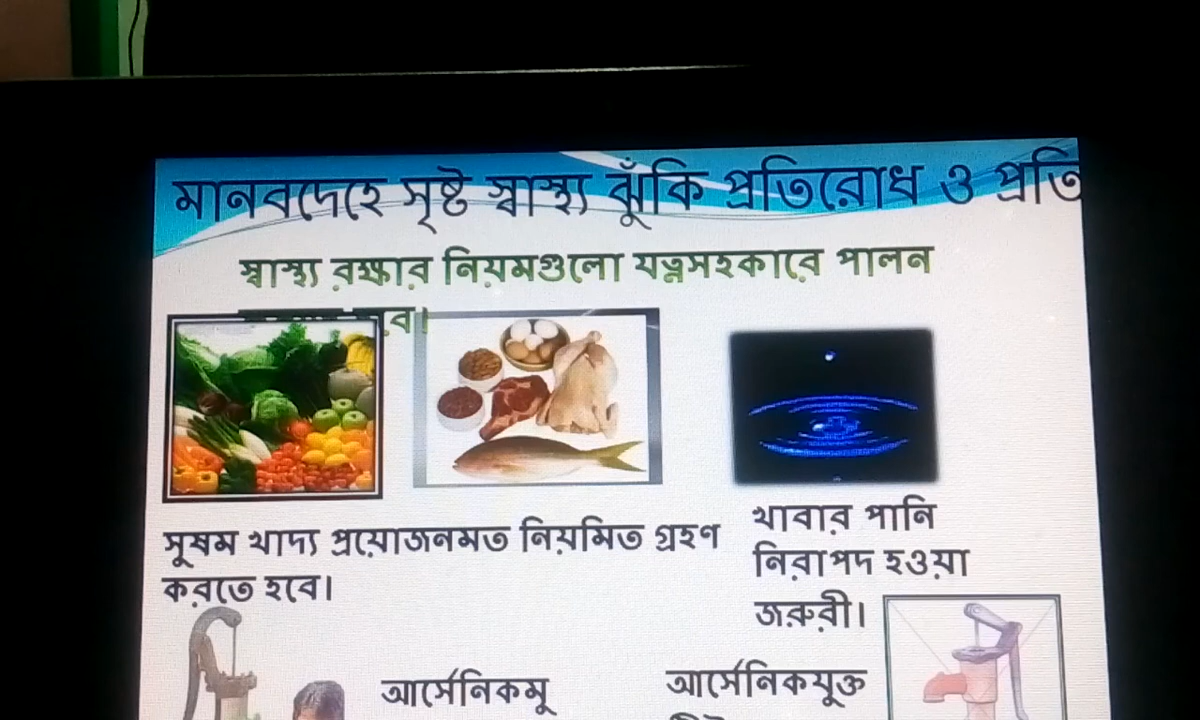 মানবদেহে সৃষ্ট স্বাস্থ্য ঝুঁকি প্রতিরোধ ও প্রতি
স্বাস্থ্য রক্ষার নিয়মগুলো যত্নসহকারে পালন
সুষম খাদ্য প্রয়োজনমত নিয়মিত গ্রহণ
করতে হবে।
খাবার পানি
নিরাপদ হওয়া
জরুরী।
আর্সেনিকমু
আর্সেনিকযুক্ত